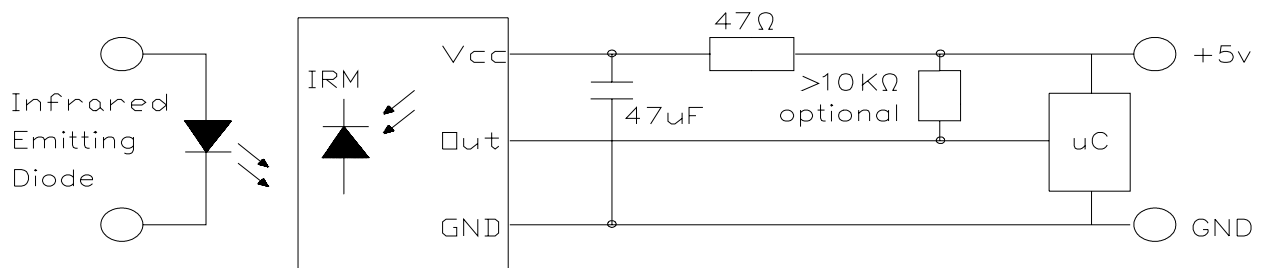 Infrared
Emitting
Diode
IRM
Vcc
Out
GND
47Ω
47uF
>10KΩ
optional
uC
+5v
GND